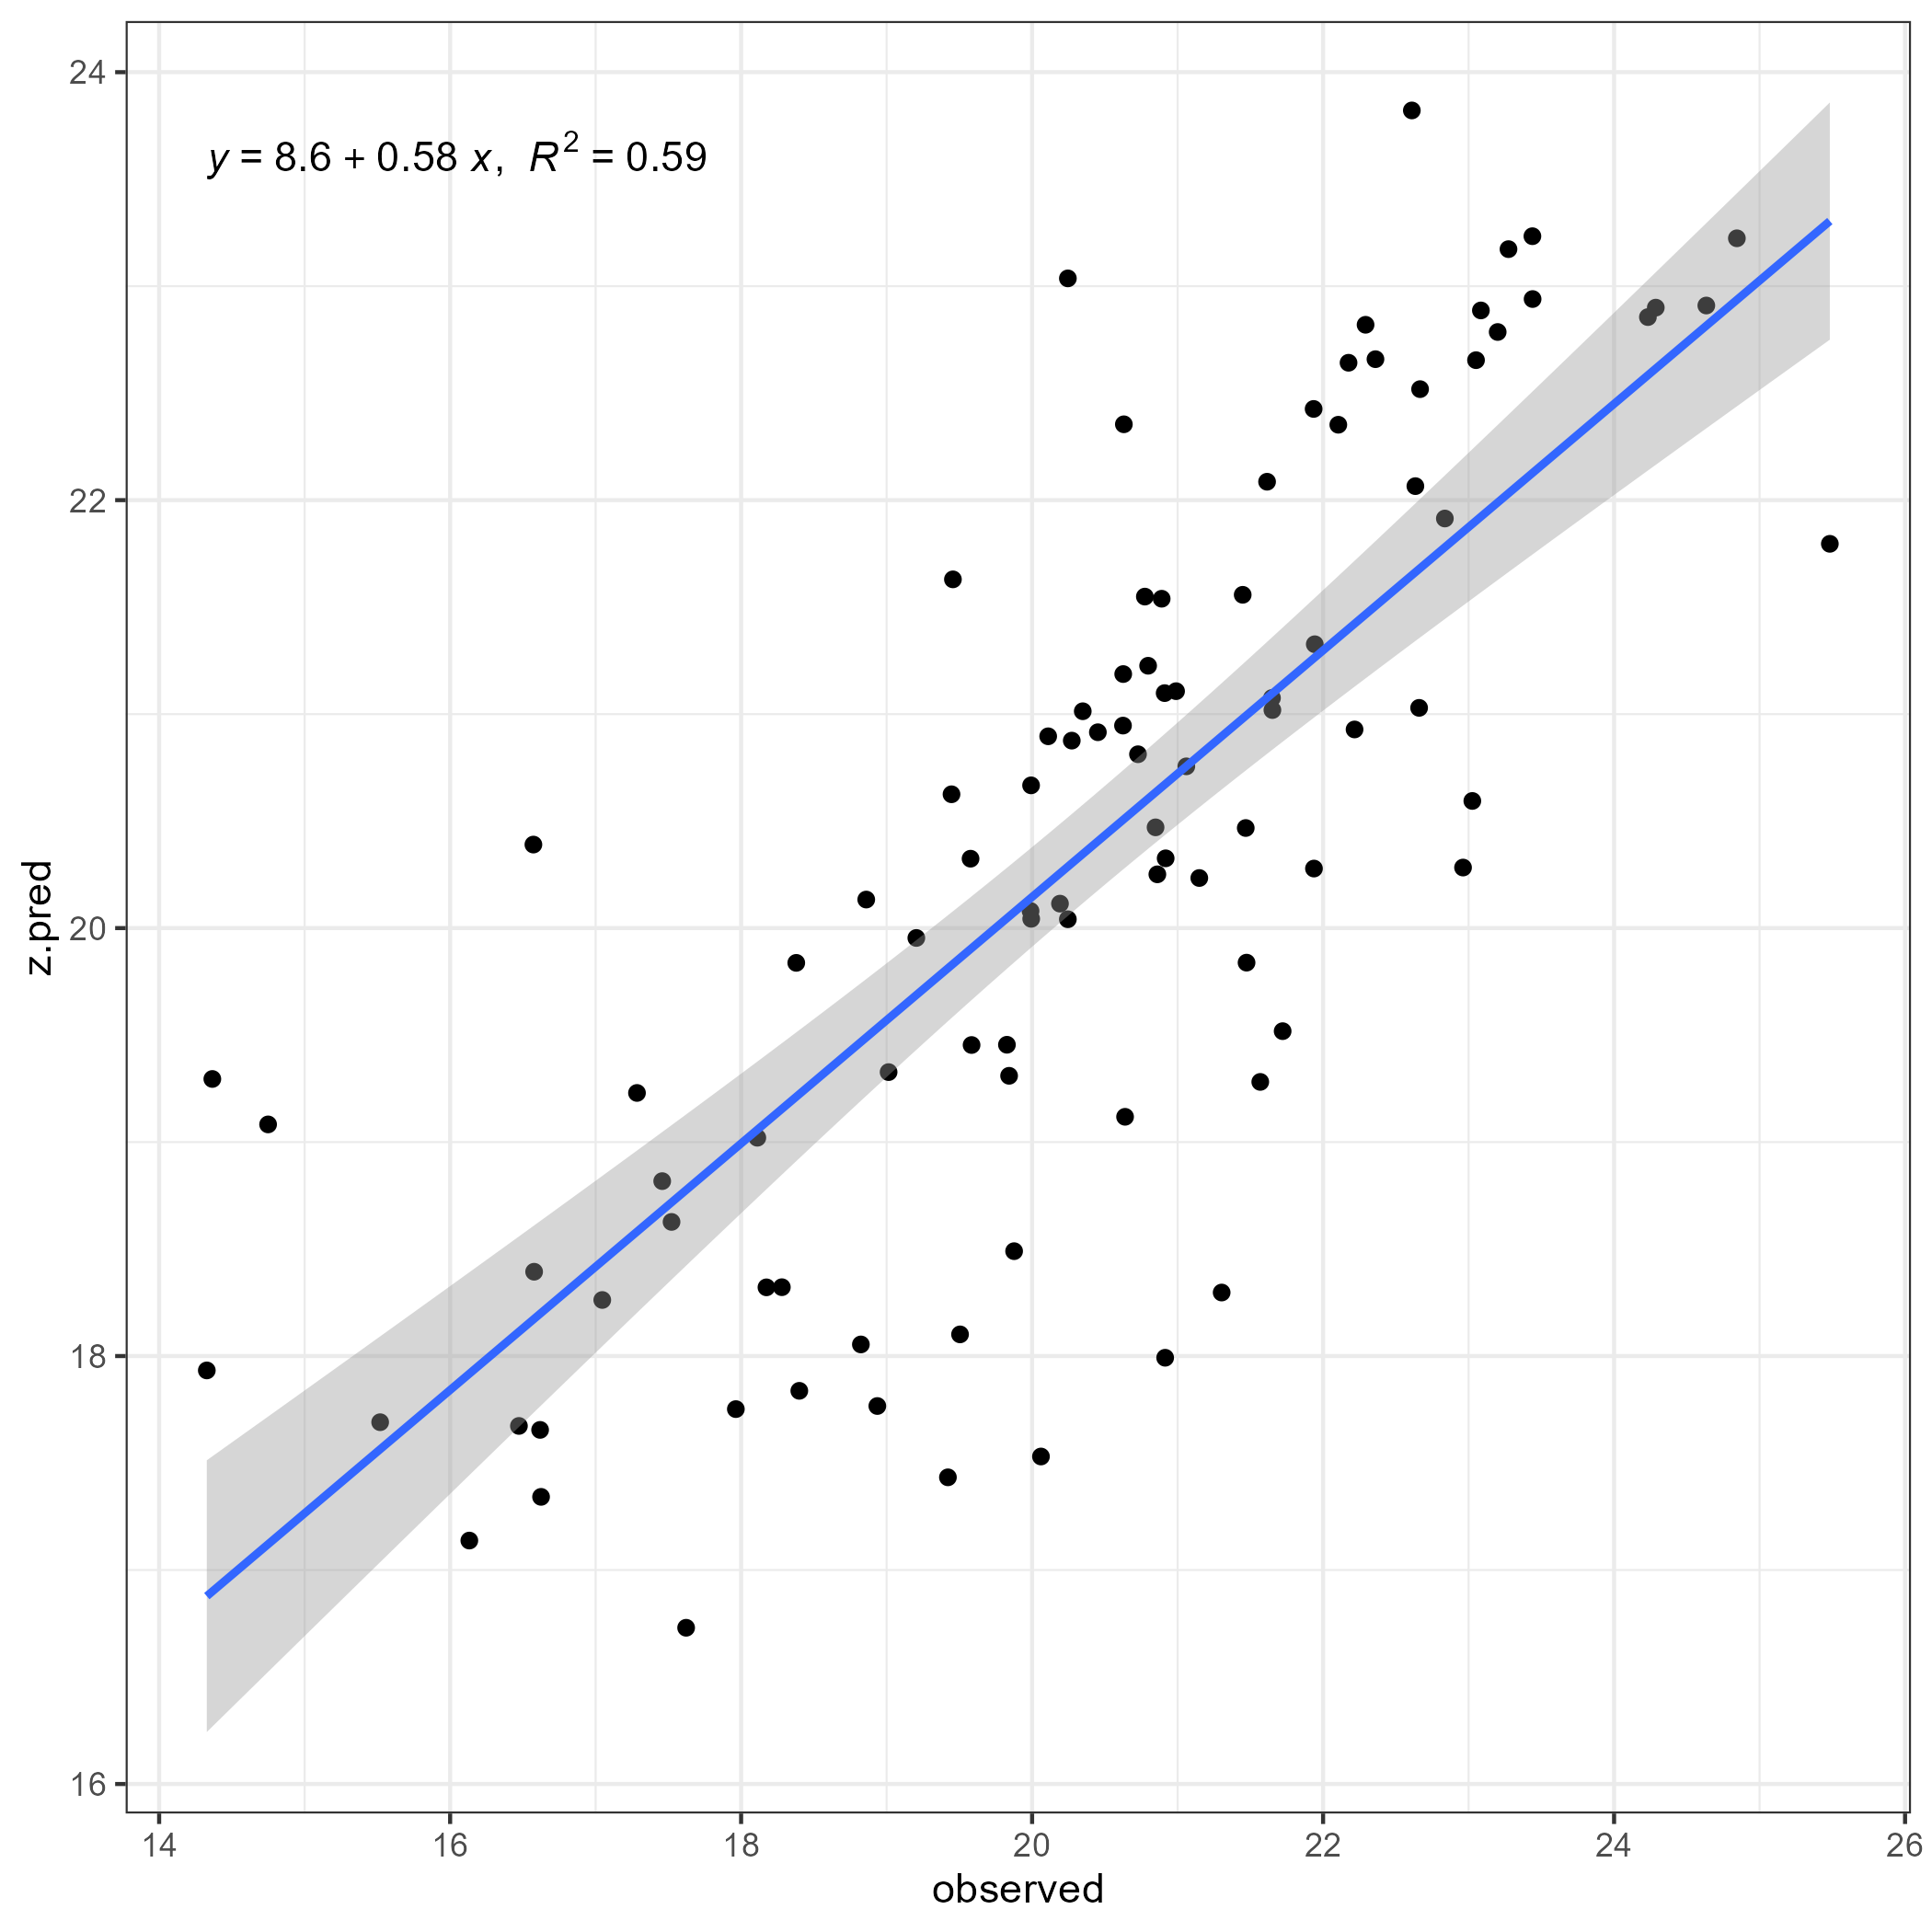 y = 8.6 + 0.58 x, R² = 0.59
24
22
20
18
16
z.pred
14 16 18 20 22 24 26
observed